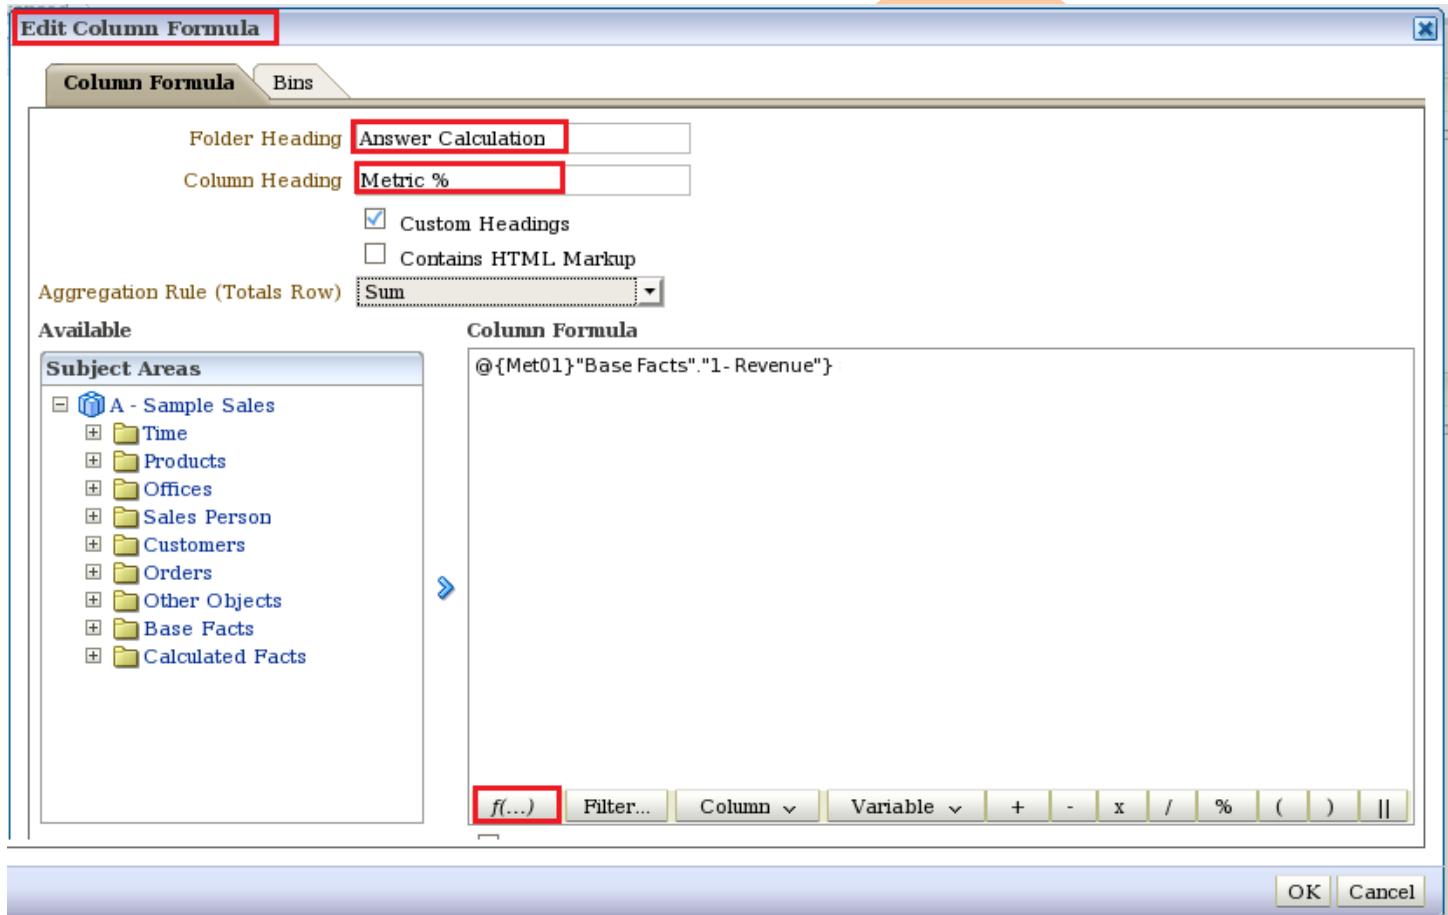 Edit Column Formula
Column Formula
Bins
Folder Heading
Answer Calculation
Column Heading
Metric %
Custom Headings
Contains HTML Markup
Aggregation Rule (Totals Row)
Sum
Available
Column Formula
Subject Areas
@{Met01}"Base Facts"."1- Revenue"}
A - Sample Sales
Time
Products
Offices
Sales Person
Customers
Orders
Other Objects
Base Facts
Calculated Facts
f(...)
Filter...
Column
Variable
+
-
x
/
%
(
)
||
OK
Cancel